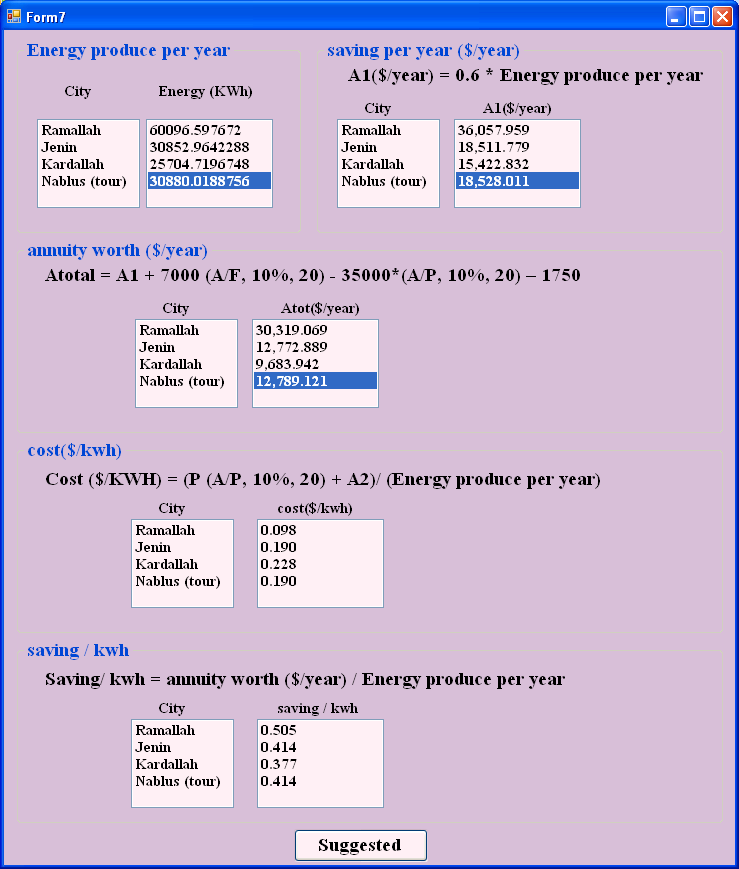 Form7
Energy produce per year
City Energy (KWh)
Ramallah 60096.597672
Jenin 30852.9642288
Kardallah 25704.7196748
Nablus (tour) 30880.0188756
saving per year ($/year)
A1($/year) = 0.6 * Energy produce per year
City A1($/year)
Ramallah 36,057.959
Jenin 18,511.779
Kardallah 15,422.832
Nablus (tour) 18,528.011
annuity worth ($/year)
Atotal = A1 + 7000 (A/F, 10%, 20) - 35000*(A/P, 10%, 20) – 1750
City Atot($/year)
Ramallah 30,319.069
Jenin 12,772.889
Kardallah 9,683.942
Nablus (tour) 12,789.121
cost($/kwh)
Cost ($/KWH) = (P (A/P, 10%, 20) + A2)/ (Energy produce per year)
City cost($/kwh)
Ramallah 0.098
Jenin 0.190
Kardallah 0.228
Nablus (tour) 0.190
saving / kwh
Saving/ kwh = annuity worth ($/year) / Energy produce per year
City saving / kwh
Ramallah 0.505
Jenin 0.414
Kardallah 0.377
Nablus (tour) 0.414
Suggested